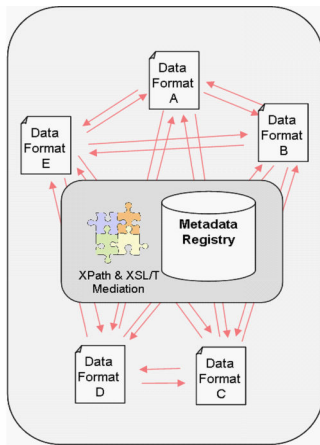 Data
Format
A
Data
Format
E
Data
Format
B
Metadata
Registry
XPath & XSL/T
Mediation
Data
Format
D
Data
Format
C